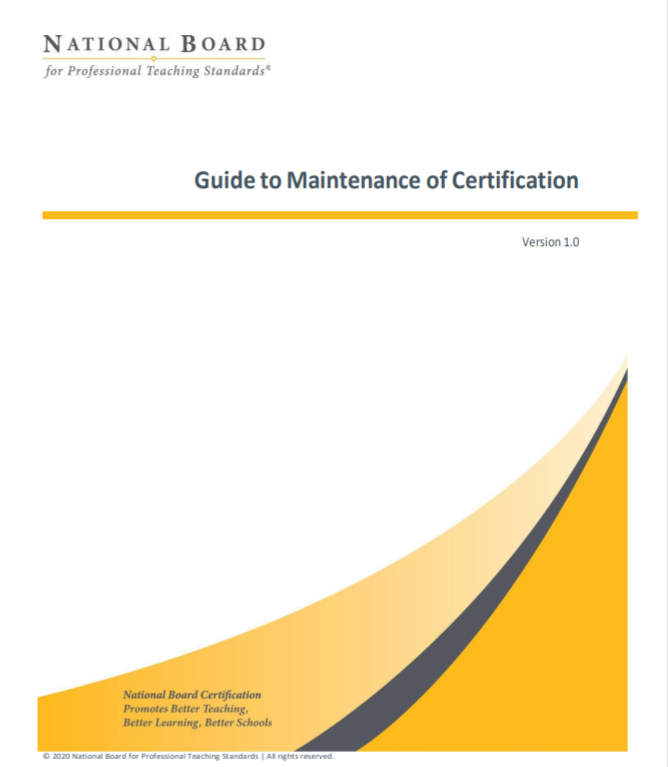 NATIONAL BOARD
for Professional Teaching Standards®
Guide to Maintenance of Certification
Version 1.0
National Board Certification
Promotes Better Teaching,
Better Learning, Better Schools
© 2020 National Board for Professional Teaching Standards | All rights reserved.